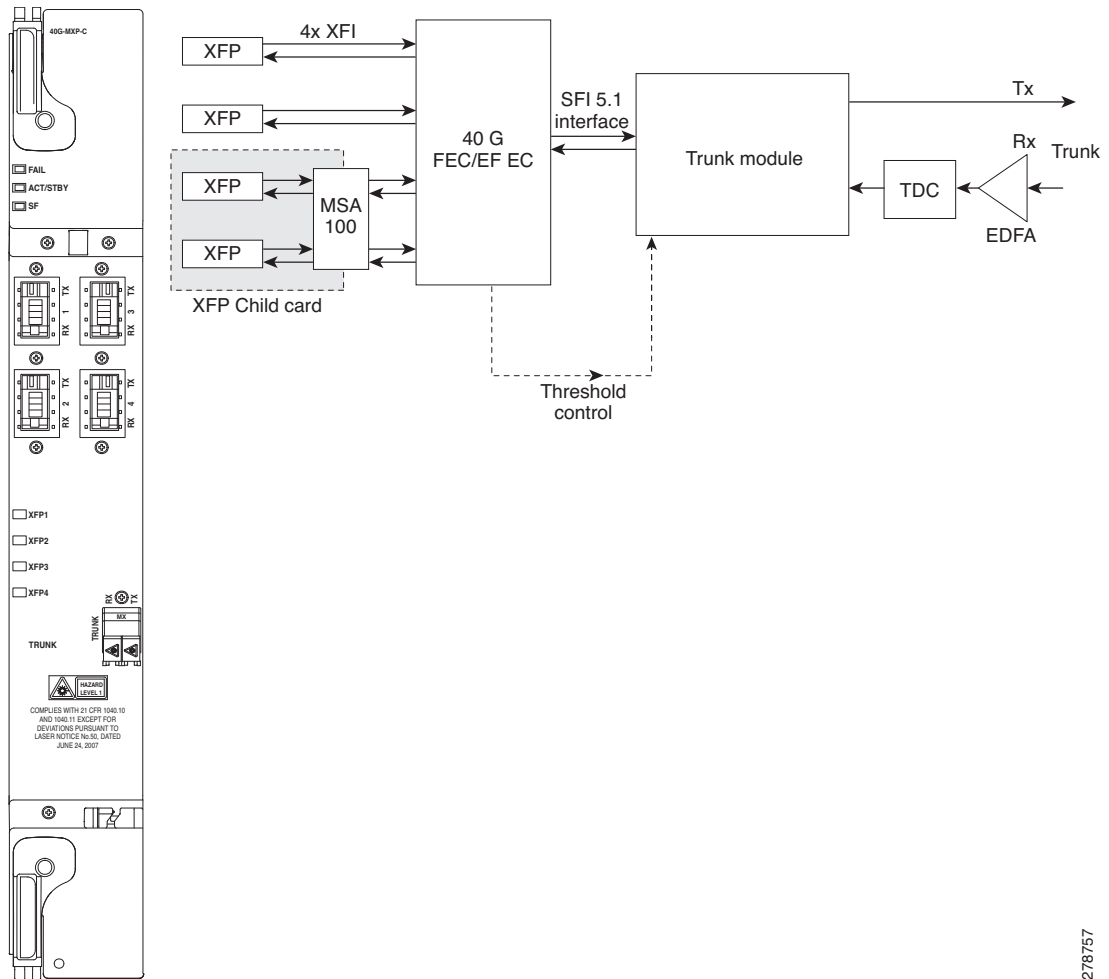 40G-MXP-C
FAIL
ACT/STBY
SF
RX 1 TX
RX 3 TX
RX 2 TX
RX 4 TX
XFP1
XFP2
XFP3
XFP4
RX TX
TRUNK
MX
TRUNK
HAZARD
LEVEL 1
COMPLIES WITH 21 CFR 1040.10
AND 1040.11 EXCEPT FOR
DEVIATIONS PURSUANT TO
LASER NOTICE No.50, DATED
JUNE 24, 2007
XFP
4x XFI
XFP
XFP
XFP
MSA
100
XFP Child card
40 G
FEC/EF EC
SFI 5.1
interface
Trunk module
Tx
Rx
Trunk
TDC
EDFA
Threshold
control
278757